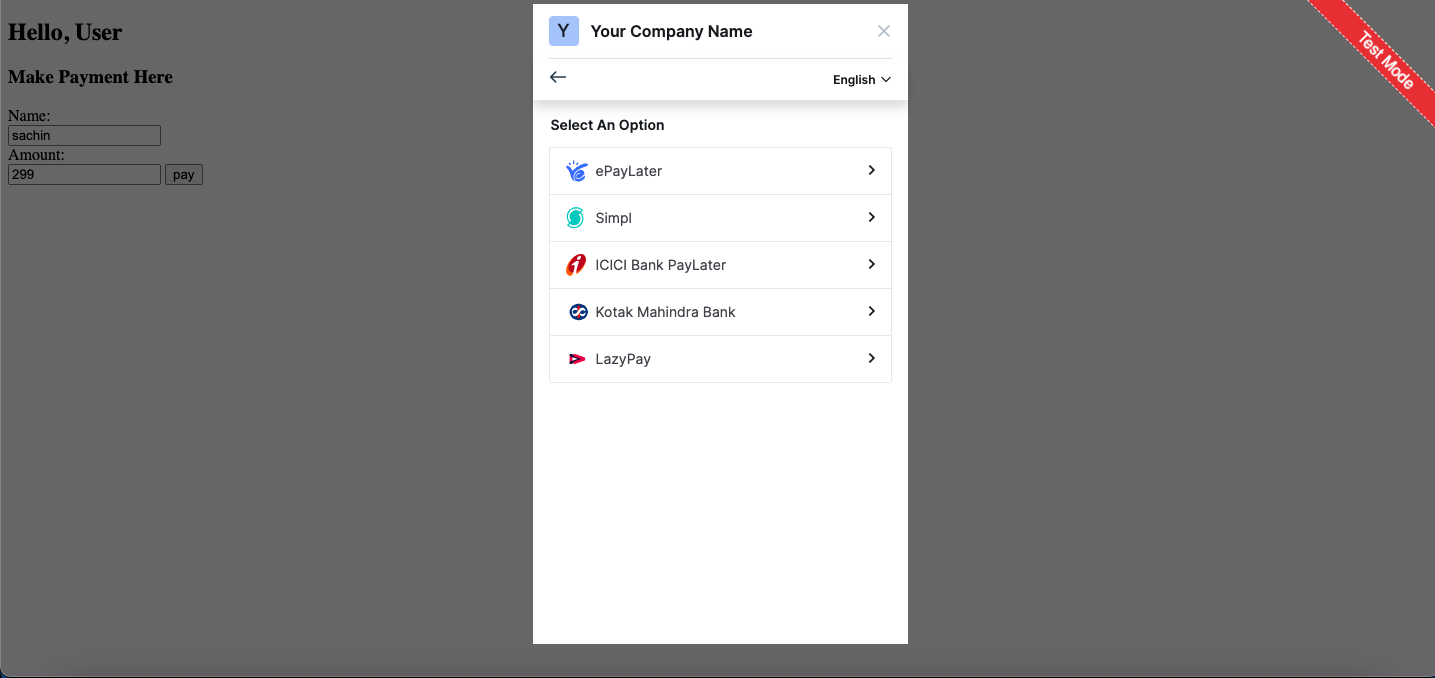 Hello, User
Make Payment Here
Name:
sachin
Amount:
299 pay
Y Your Company Name
English
Select An Option
ePayLater
Simpl
ICICI Bank PayLater
Kotak Mahindra Bank
LazyPay
Test Mode